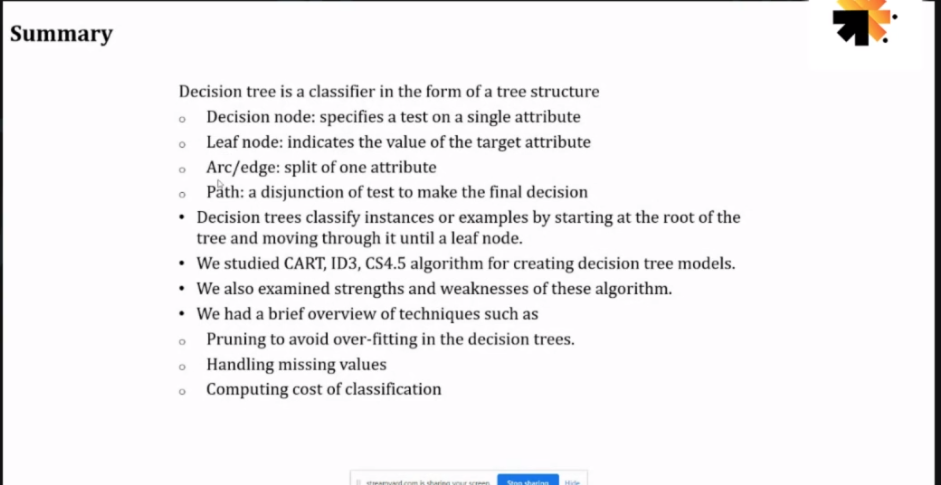 Summary
Decision tree is a classifier in the form of a tree structure
o Decision node: specifies a test on a single attribute
o Leaf node: indicates the value of the target attribute
o Arc/edge: split of one attribute
o Path: a disjunction of test to make the final decision
• Decision trees classify instances or examples by starting at the root of the
tree and moving through it until a leaf node.
• We studied CART, ID3, CS4.5 algorithm for creating decision tree models.
• We also examined strengths and weaknesses of these algorithm.
• We had a brief overview of techniques such as
o Pruning to avoid over-fitting in the decision trees.
o Handling missing values
o Computing cost of classification
streamyard.com is sharing your screen. Stop sharing Hide